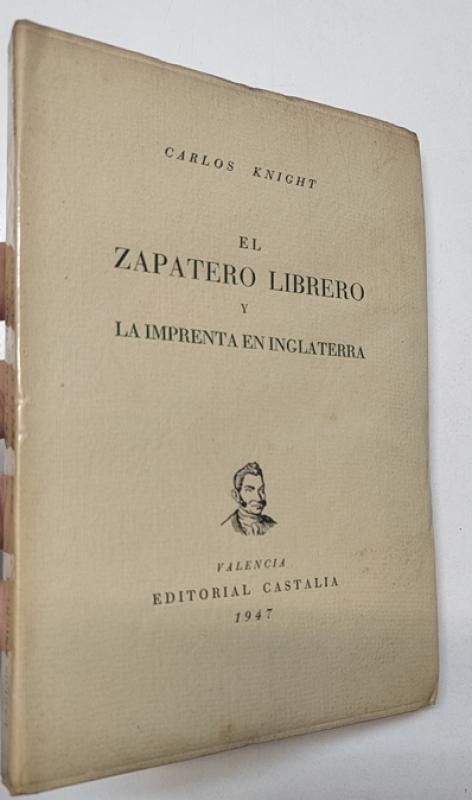 CARLOS KNIGHT
EL
ZAPATERO LIBRERO
Y
LA IMPRENTA EN INGLATERRA
VALENCIA
EDITORIAL CASTALIA
1947